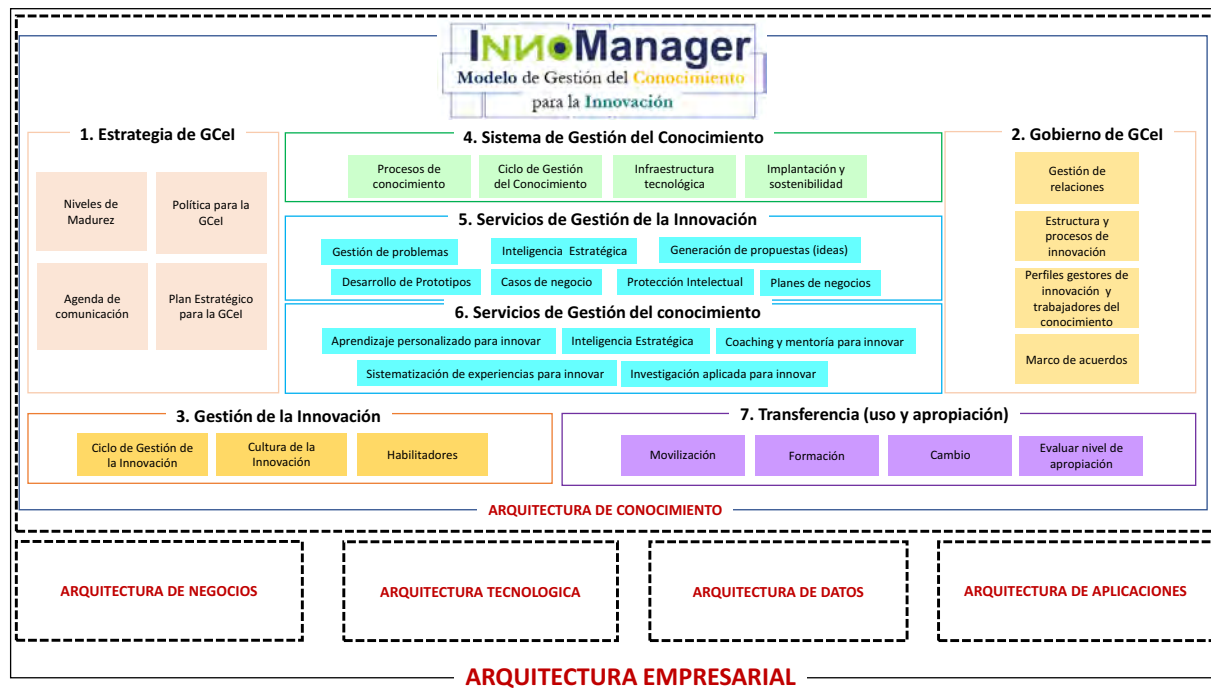 INNOManager
Modelo de Gestión del Conocimiento
para la Innovación
1. Estrategia de GCeI
Niveles de
Madurez
Política para la
GCeI
Agenda de
comunicación
Plan Estratégico
para la GCeI
4. Sistema de Gestión del Conocimiento
Procesos de
conocimiento
Ciclo de Gestión
del Conocimiento
Infraestructura
tecnológica
Implantación y
sostenibilidad
5. Servicios de Gestión de la Innovación
Gestión de problemas
Inteligencia Estratégica
Generación de propuestas (ideas)
Desarrollo de Prototipos
Casos de negocio
Protección Intelectual
Planes de negocios
6. Servicios de Gestión del conocimiento
Aprendizaje personalizado para innovar
Inteligencia Estratégica
Coaching y mentoría para innovar
Sistematización de experiencias para innovar
Investigación aplicada para innovar
2. Gobierno de GCeI
Gestión de
relaciones
Estructura y
procesos de
innovación
Perfiles gestores de
innovación y
trabajadores del
conocimiento
Marco de acuerdos
3. Gestión de la Innovación
Ciclo de Gestión de
la Innovación
Cultura de la
Innovación
Habilitadores
7. Transferencia (uso y apropiación)
Movilización
Formación
Cambio
Evaluar nivel de
apropiación
ARQUITECTURA DE CONOCIMIENTO
ARQUITECTURA DE NEGOCIOS
ARQUITECTURA TECNOLOGICA
ARQUITECTURA DE DATOS
ARQUITECTURA DE APLICACIONES
ARQUITECTURA EMPRESARIAL